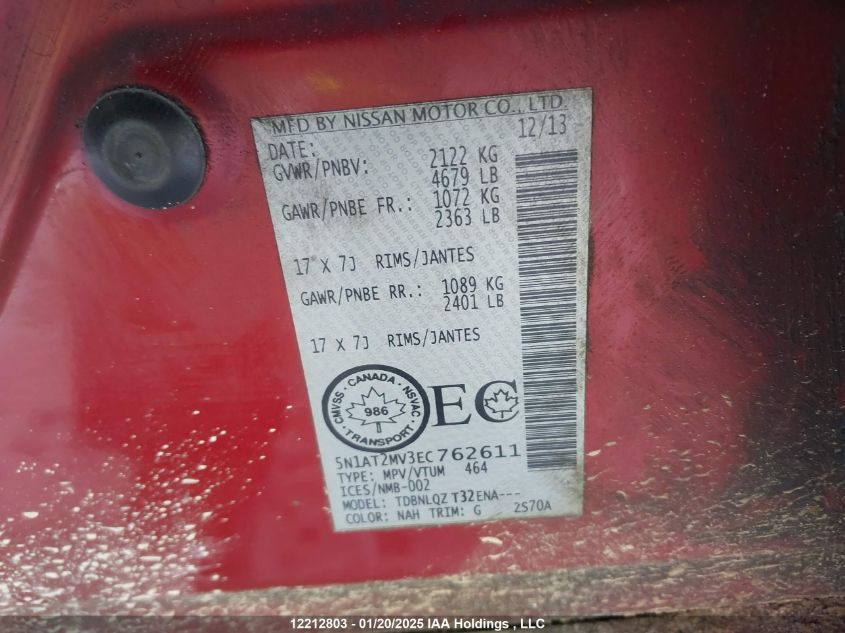 MFD BY NISSAN MOTOR CO., LTD.
DATE: 12/13
GVWR/PNBV: 2122 KG
4679 LB
GAWR/PNBE FR.: 1072 KG
2363 LB
17 X 7J RIMS/JANTES
GAWR/PNBE RR.: 1089 KG
2401 LB
17 X 7J RIMS/JANTES
CMVSS · CANADA · NSVAC · TRANSPORT ·
986
EC
5N1AT2MV3EC762611
TYPE: MPV/VTUM 464
ICES/NMB-002
MODEL: TDBNLQZ T32ENA---
COLOR: NAH TRIM: G 2S70A
12212803 - 01/20/2025 IAA Holdings , LLC